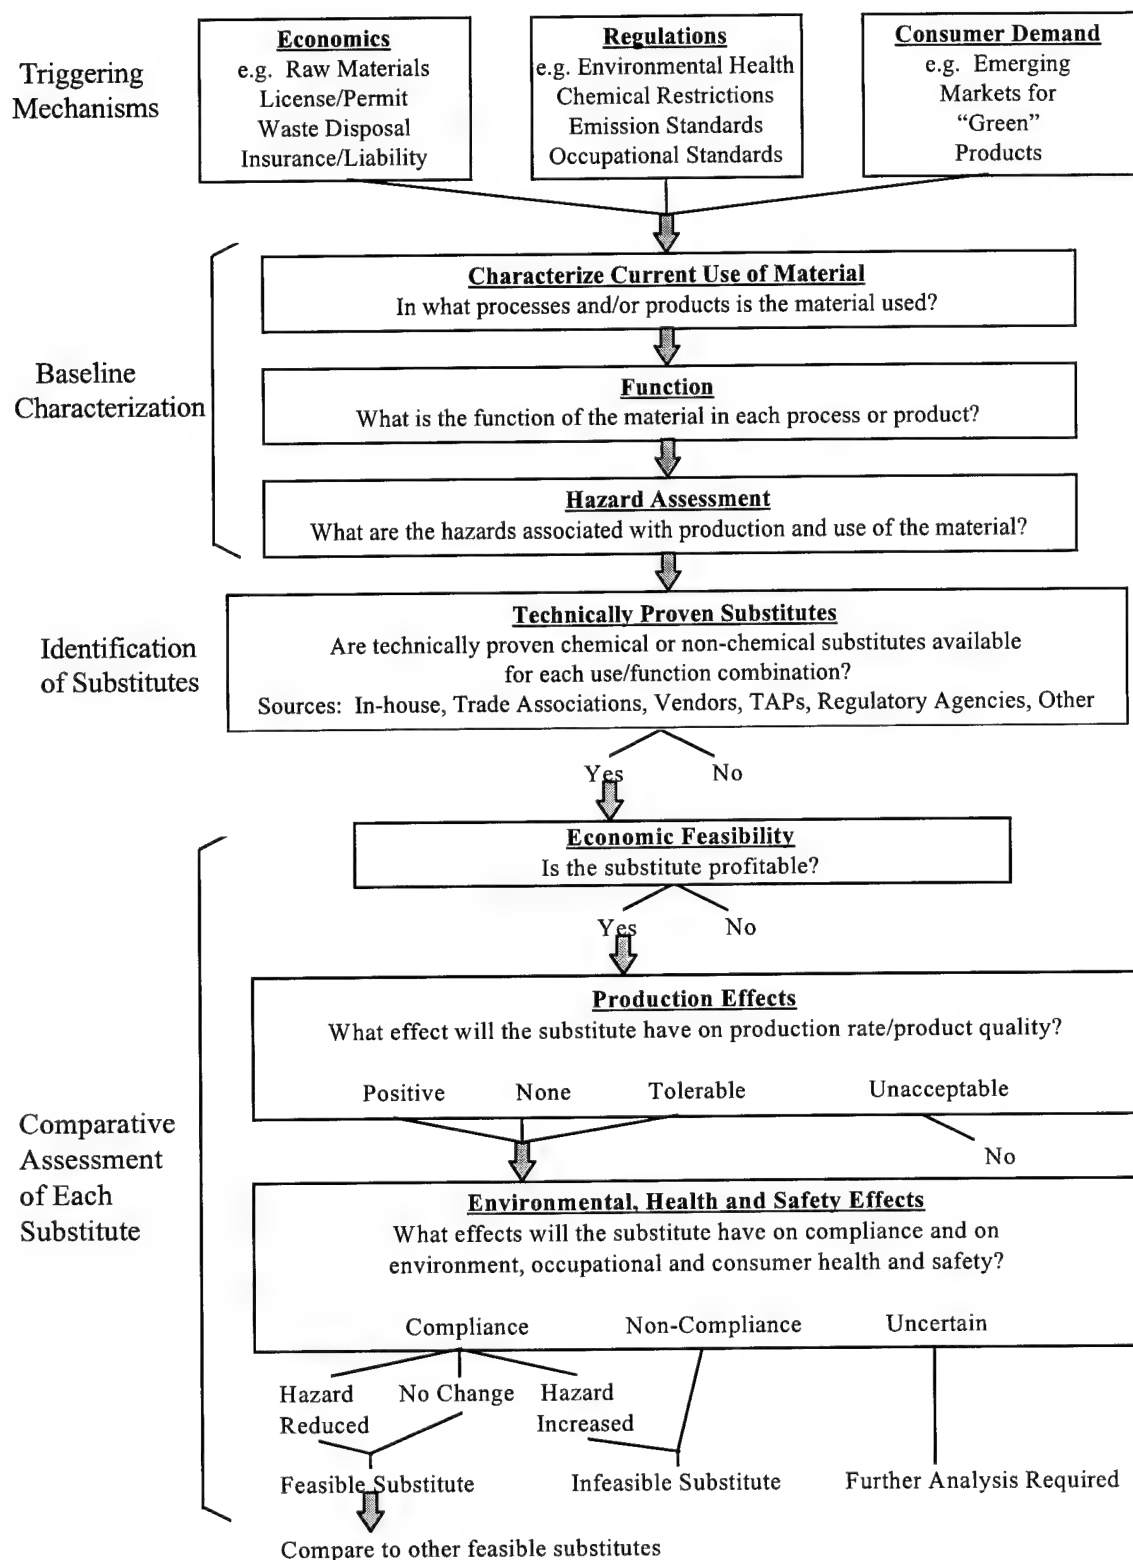 Triggering
Mechanisms
Economics
e.g. Raw Materials
License/Permit
Waste Disposal
Insurance/Liability
Regulations
e.g. Environmental Health
Chemical Restrictions
Emission Standards
Occupational Standards
Consumer Demand
e.g. Emerging
Markets for
“Green”
Products
Baseline
Characterization
Characterize Current Use of Material
In what processes and/or products is the material used?
Function
What is the function of the material in each process or product?
Hazard Assessment
What are the hazards associated with production and use of the material?
Identification
of Substitutes
Technically Proven Substitutes
Are technically proven chemical or non-chemical substitutes available
for each use/function combination?
Sources: In-house, Trade Associations, Vendors, TAPs, Regulatory Agencies, Other
Yes No
Comparative
Assessment
of Each
Substitute
Economic Feasibility
Is the substitute profitable?
Yes No
Production Effects
What effect will the substitute have on production rate/product quality?
Positive None Tolerable Unacceptable
No
Environmental, Health and Safety Effects
What effects will the substitute have on compliance and on
environment, occupational and consumer health and safety?
Compliance Non-Compliance Uncertain
Hazard
Reduced
No Change
Hazard
Increased
Feasible Substitute Infeasible Substitute Further Analysis Required
Compare to other feasible substitutes